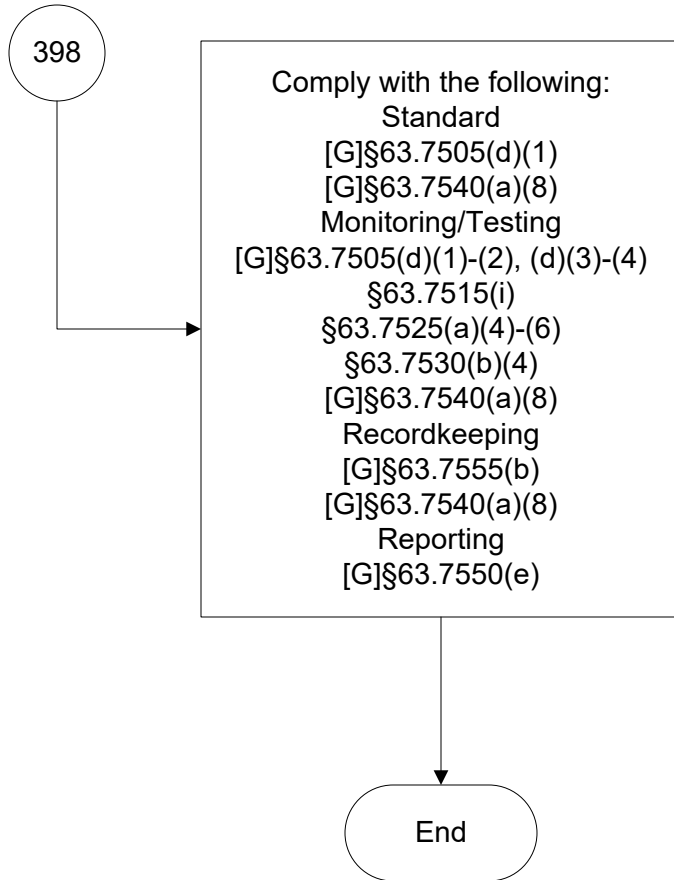 398
Comply with the following:
Standard
[G]§63.7505(d)(1)
[G]§63.7540(a)(8)
Monitoring/Testing
[G]§63.7505(d)(1)-(2), (d)(3)-(4)
§63.7515(i)
§63.7525(a)(4)-(6)
§63.7530(b)(4)
[G]§63.7540(a)(8)
Recordkeeping
[G]§63.7555(b)
[G]§63.7540(a)(8)
Reporting
[G]§63.7550(e)
End